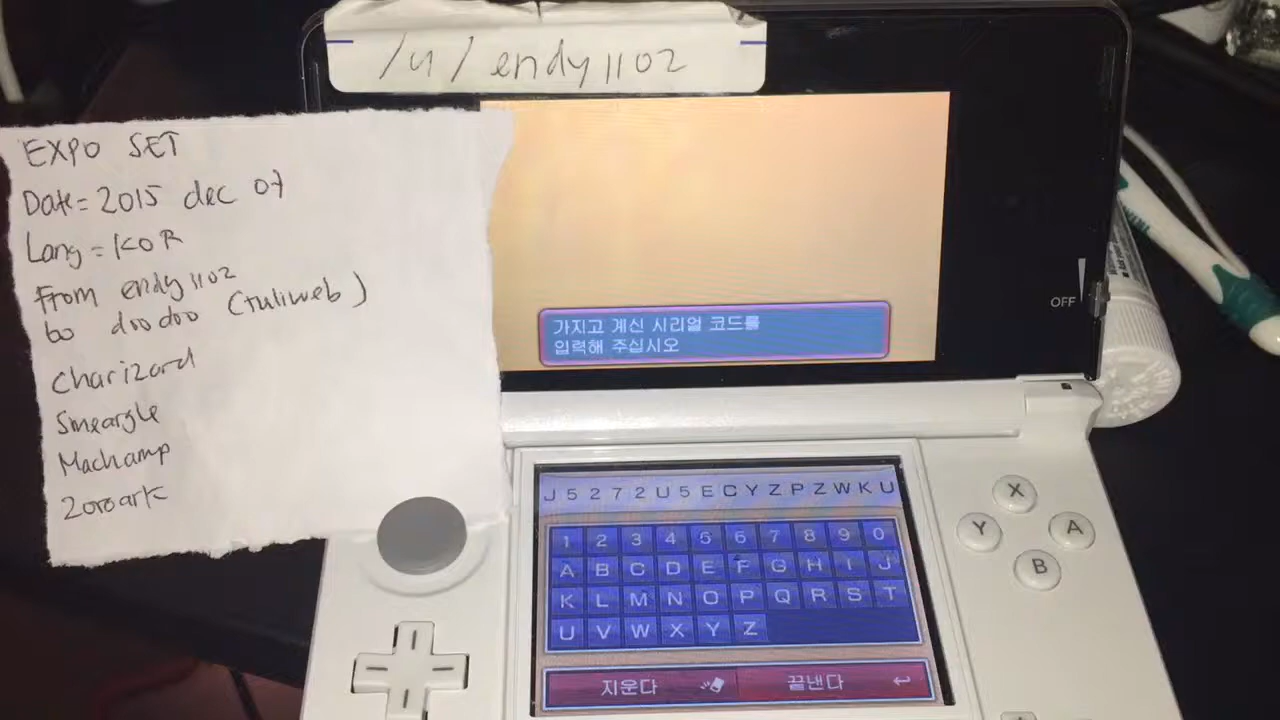 /u/endy1102
EXPO SET
Date= 2015 dec 07
Lang = KOR
From endy1102
to doodoo (ruliweb)
Charizard
Smeargle
Machamp
Zoroark
가지고 계신 시리얼 코드를
입력해 주십시오
OFF
J5272U5ECYZPZWKU
1 2 3 4 5 6 7 8 9 0
A B C D E F G H I J
K L M N O P Q R S T
U V W X Y Z
지운다 끝낸다
X
Y A
B